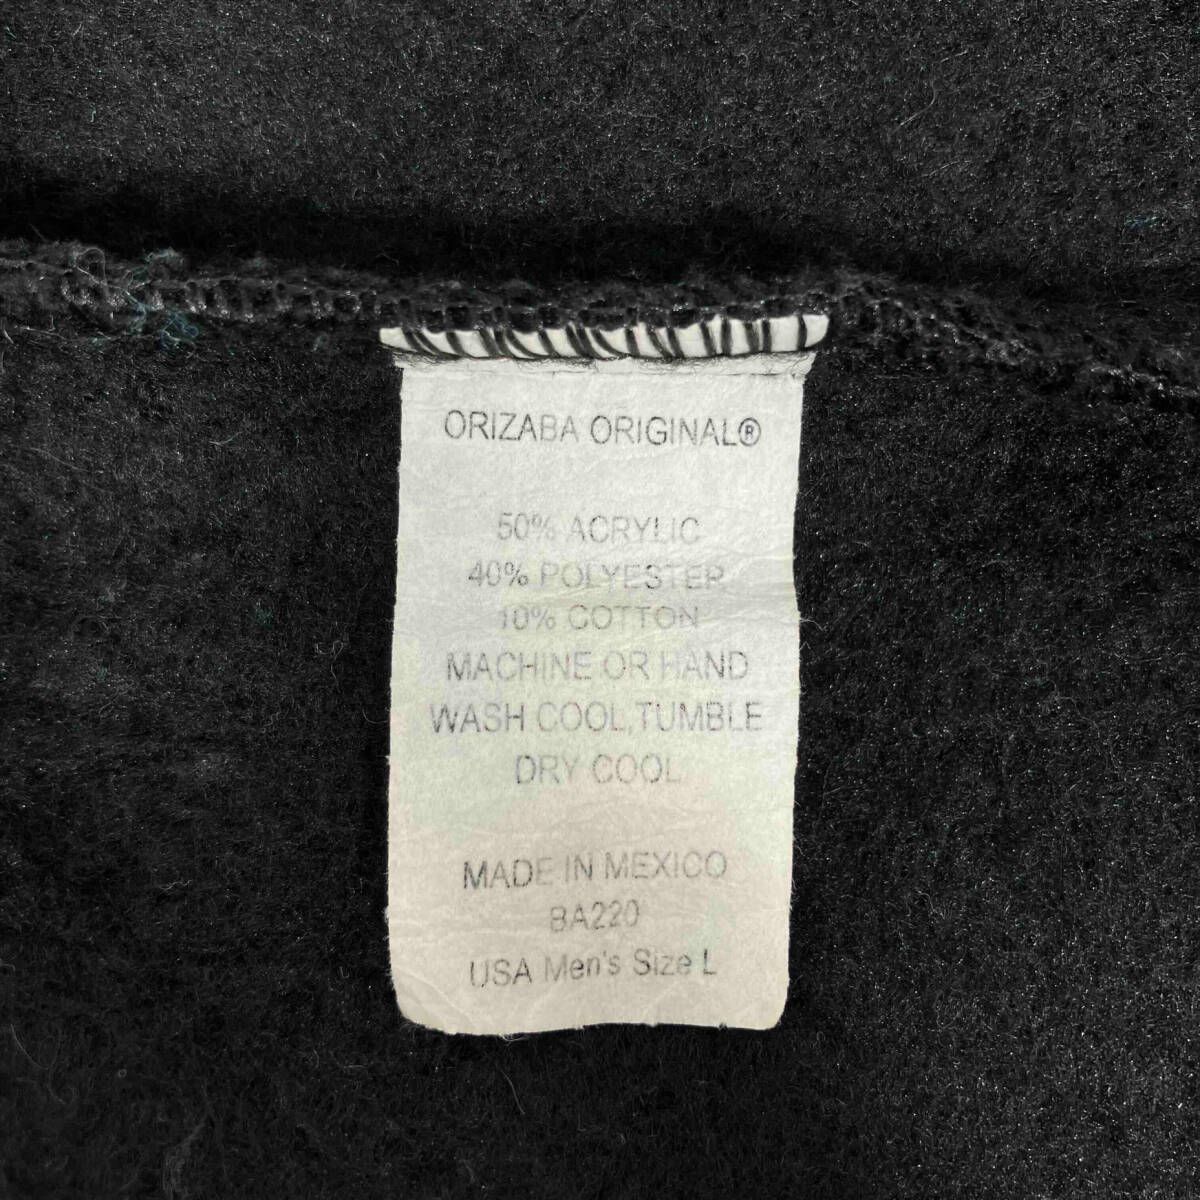 ORIZABA ORIGINAL®
50% ACRYLIC
40% POLYESTER
10% COTTON
MACHINE OR HAND
WASH COOL,TUMBLE
DRY COOL
MADE IN MEXICO
BA220
USA Men's Size L